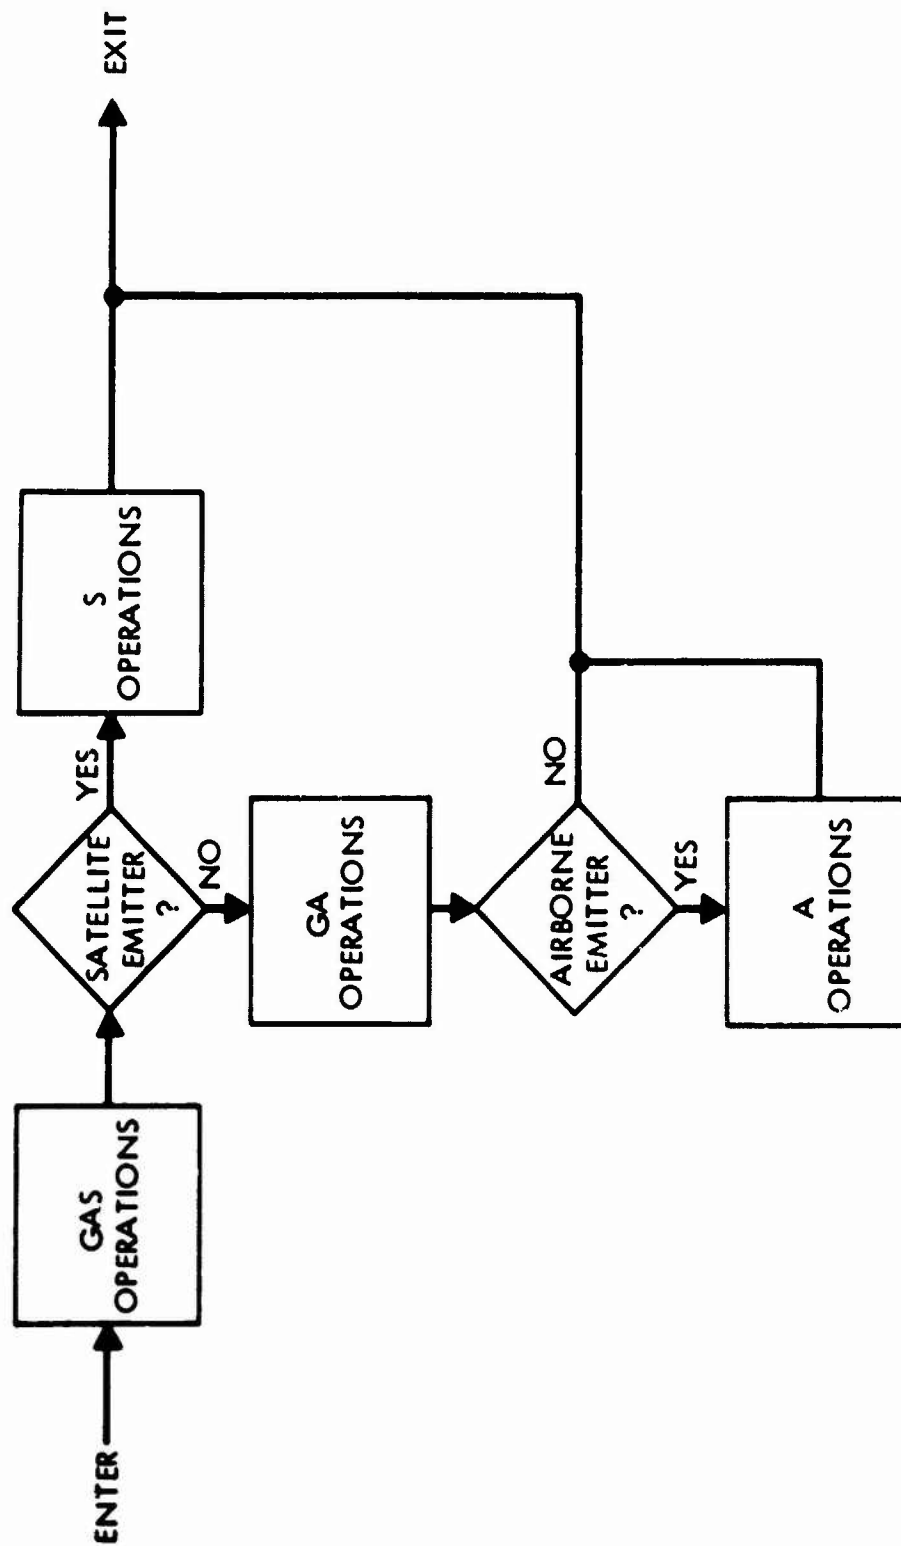 ENTER
GAS
OPERATIONS
SATELLITE
EMITTER
?
YES
S
OPERATIONS
EXIT
NO
GA
OPERATIONS
AIRBORNE
EMITTER
?
NO
YES
A
OPERATIONS